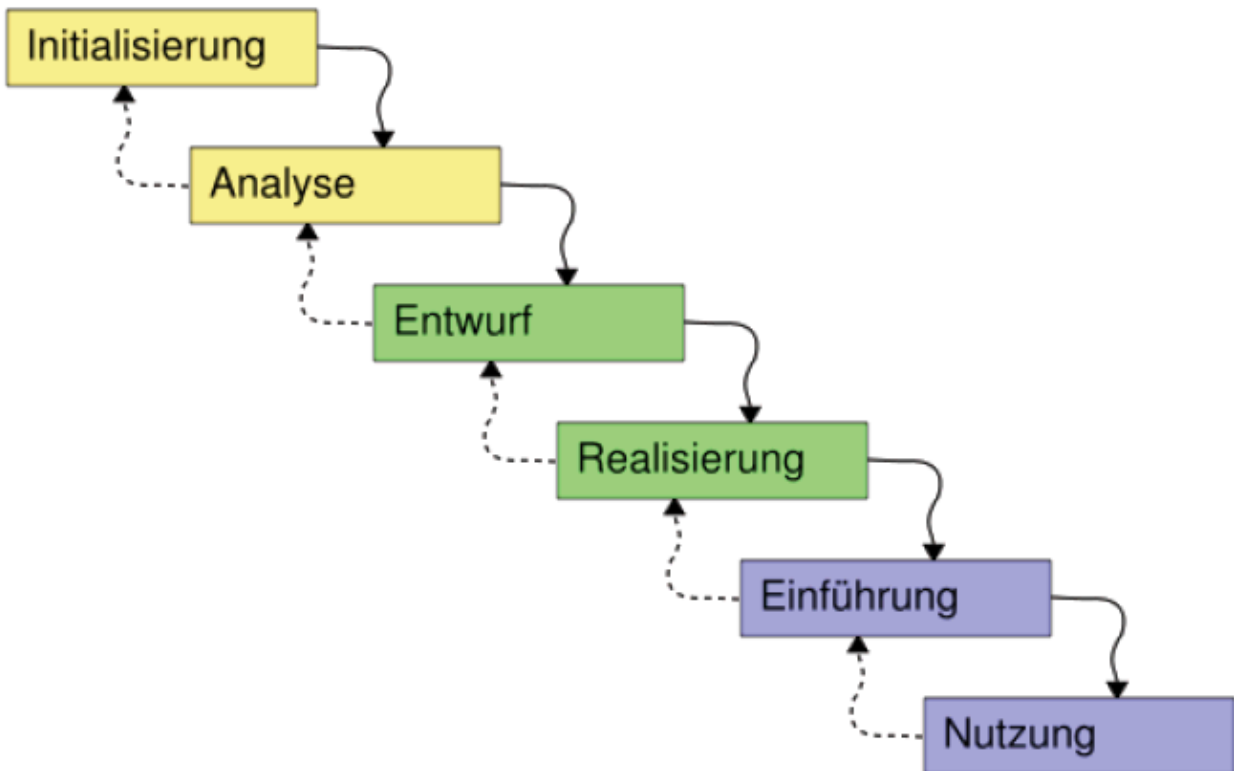 Initialisierung
Analyse
Entwurf
Realisierung
Einführung
Nutzung